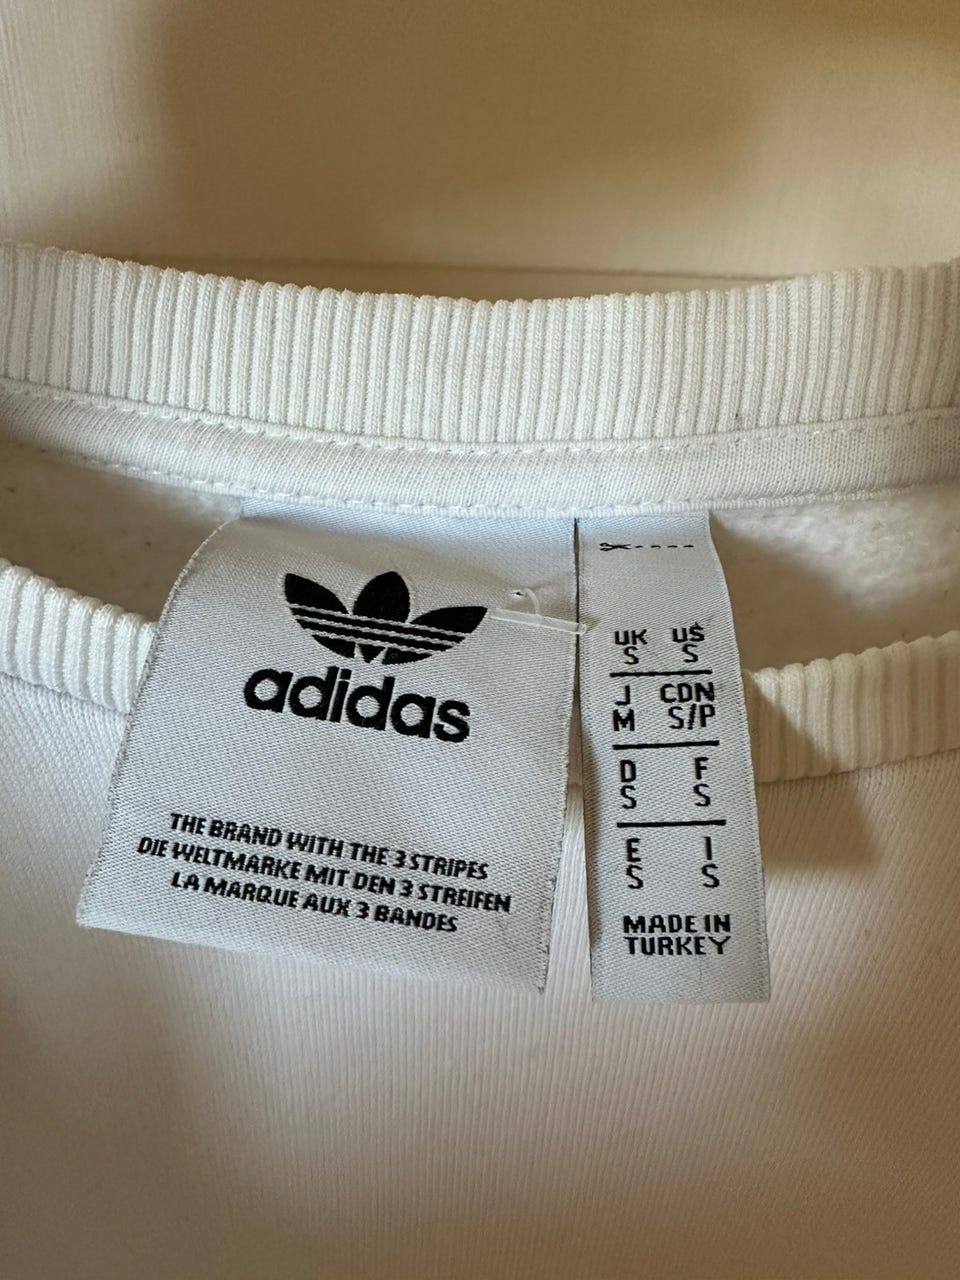 adidas
THE BRAND WITH THE 3 STRIPES
DIE WELTMARKE MIT DEN 3 STREIFEN
LA MARQUE AUX 3 BANDES
UK US
S S
J CDN
M S/P
D F
S S
E I
S S
MADE IN
TURKEY